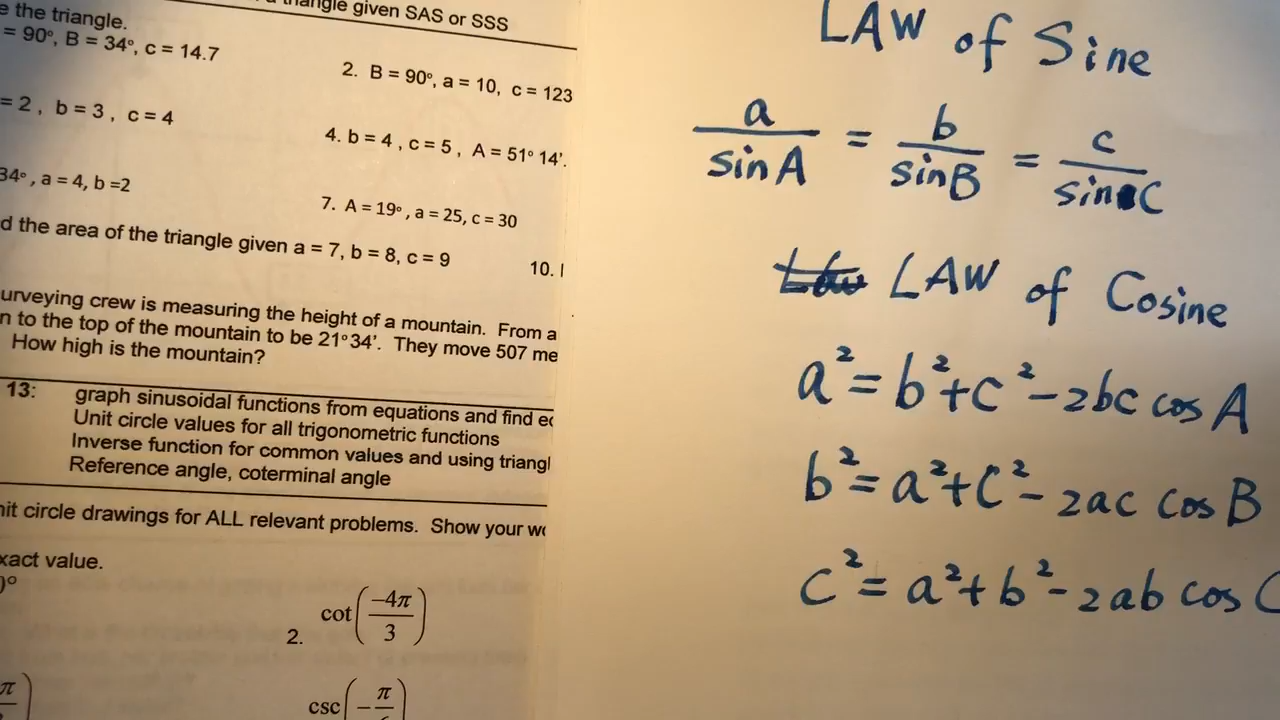 triangle given SAS or SSS
e the triangle.
= 90°, B = 34°, c = 14.7
2. B = 90°, a = 10, c = 123
= 2 , b = 3 , c = 4
4. b = 4 , c = 5 , A = 51° 14'.
34° , a = 4, b =2
7. A = 19° , a = 25, c = 30
d the area of the triangle given a = 7, b = 8, c = 9
10. I
urveying crew is measuring the height of a mountain. From a
n to the top of the mountain to be 21°34'. They move 507 me
How high is the mountain?
13: graph sinusoidal functions from equations and find e
Unit circle values for all trigonometric functions
Inverse function for common values and using triangl
Reference angle, coterminal angle
nit circle drawings for ALL relevant problems. Show your w
xact value.
)°
2. cot(-4π/3)
π)
csc(-π/
LAW of Sine
a/sinA = b/sinB = c/sinC
LAW of Cosine
a²=b²+c²-2bc cos A
b²=a²+c²-2ac cos B
c²=a²+b²-2ab cos C